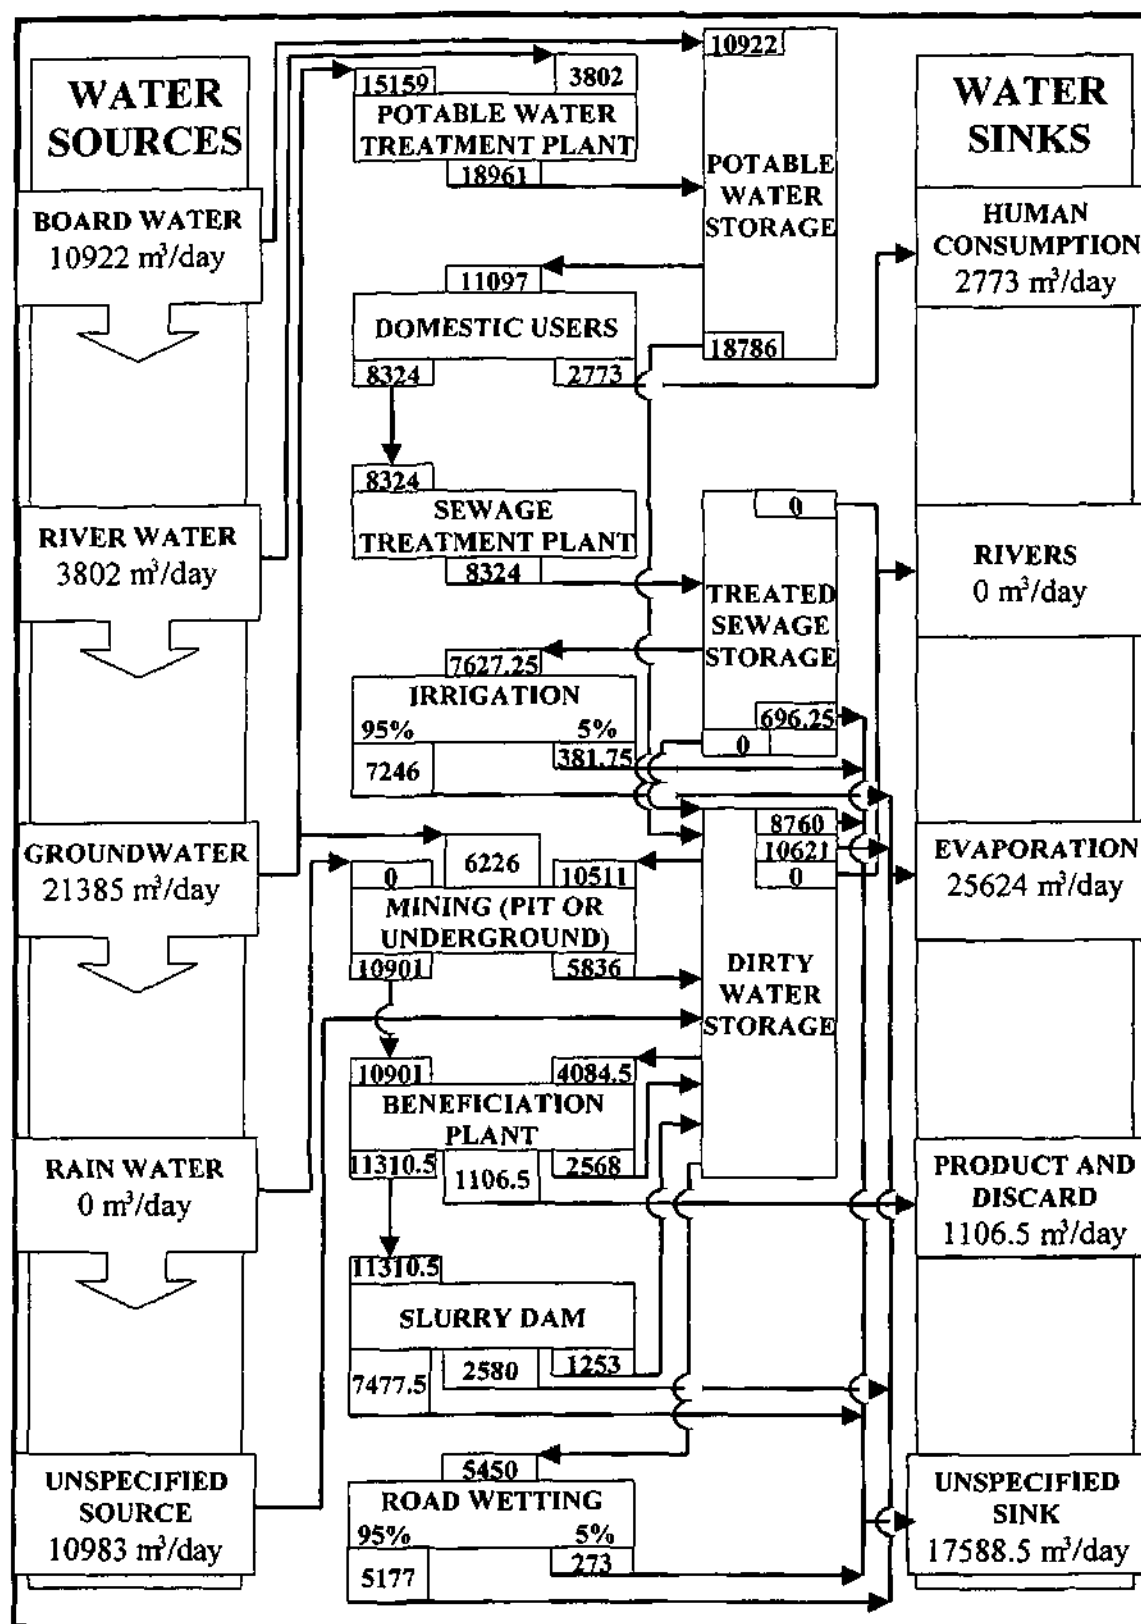 WATER
SOURCES
BOARD WATER
10922 m³/day
RIVER WATER
3802 m³/day
GROUNDWATER
21385 m³/day
RAIN WATER
0 m³/day
UNSPECIFIED
SOURCE
10983 m³/day
15159
3802
POTABLE WATER
TREATMENT PLANT
18961
11097
DOMESTIC USERS
8324
2773
8324
SEWAGE
TREATMENT PLANT
8324
7627.25
IRRIGATION
95% 5%
7246
381.75
0
6226
10511
MINING (PIT OR
UNDERGROUND)
10901
5836
10901
4084.5
BENEFICIATION
PLANT
11310.5
1106.5
2568
11310.5
SLURRY DAM
7477.5
2580
1253
5450
ROAD WETTING
95% 5%
5177
273
10922
POTABLE
WATER
STORAGE
18786
0
TREATED
SEWAGE
STORAGE
696.25
0
8760
10621
0
DIRTY
WATER
STORAGE
WATER
SINKS
HUMAN
CONSUMPTION
2773 m³/day
RIVERS
0 m³/day
EVAPORATION
25624 m³/day
PRODUCT AND
DISCARD
1106.5 m³/day
UNSPECIFIED
SINK
17588.5 m³/day